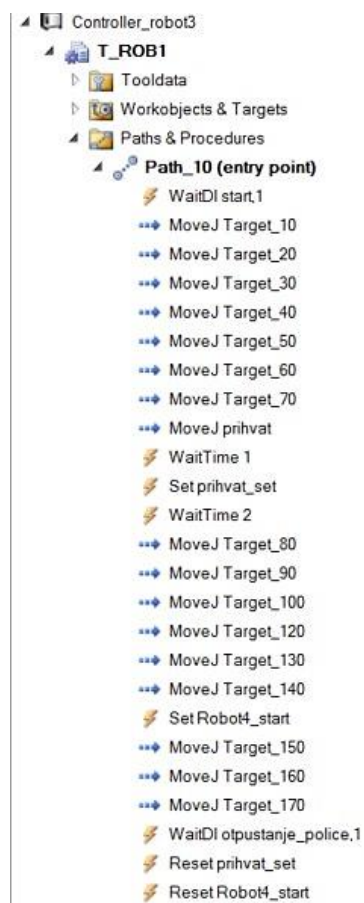 Controller_robot3
T_ROB1
Tooldata
Workobjects & Targets
Paths & Procedures
Path_10 (entry point)
WaitDI start,1
MoveJ Target_10
MoveJ Target_20
MoveJ Target_30
MoveJ Target_40
MoveJ Target_50
MoveJ Target_60
MoveJ Target_70
MoveJ prihvat
WaitTime 1
Set prihvat_set
WaitTime 2
MoveJ Target_80
MoveJ Target_90
MoveJ Target_100
MoveJ Target_120
MoveJ Target_130
MoveJ Target_140
Set Robot4_start
MoveJ Target_150
MoveJ Target_160
MoveJ Target_170
WaitDI otpustanje_police,1
Reset prihvat_set
Reset Robot4_start